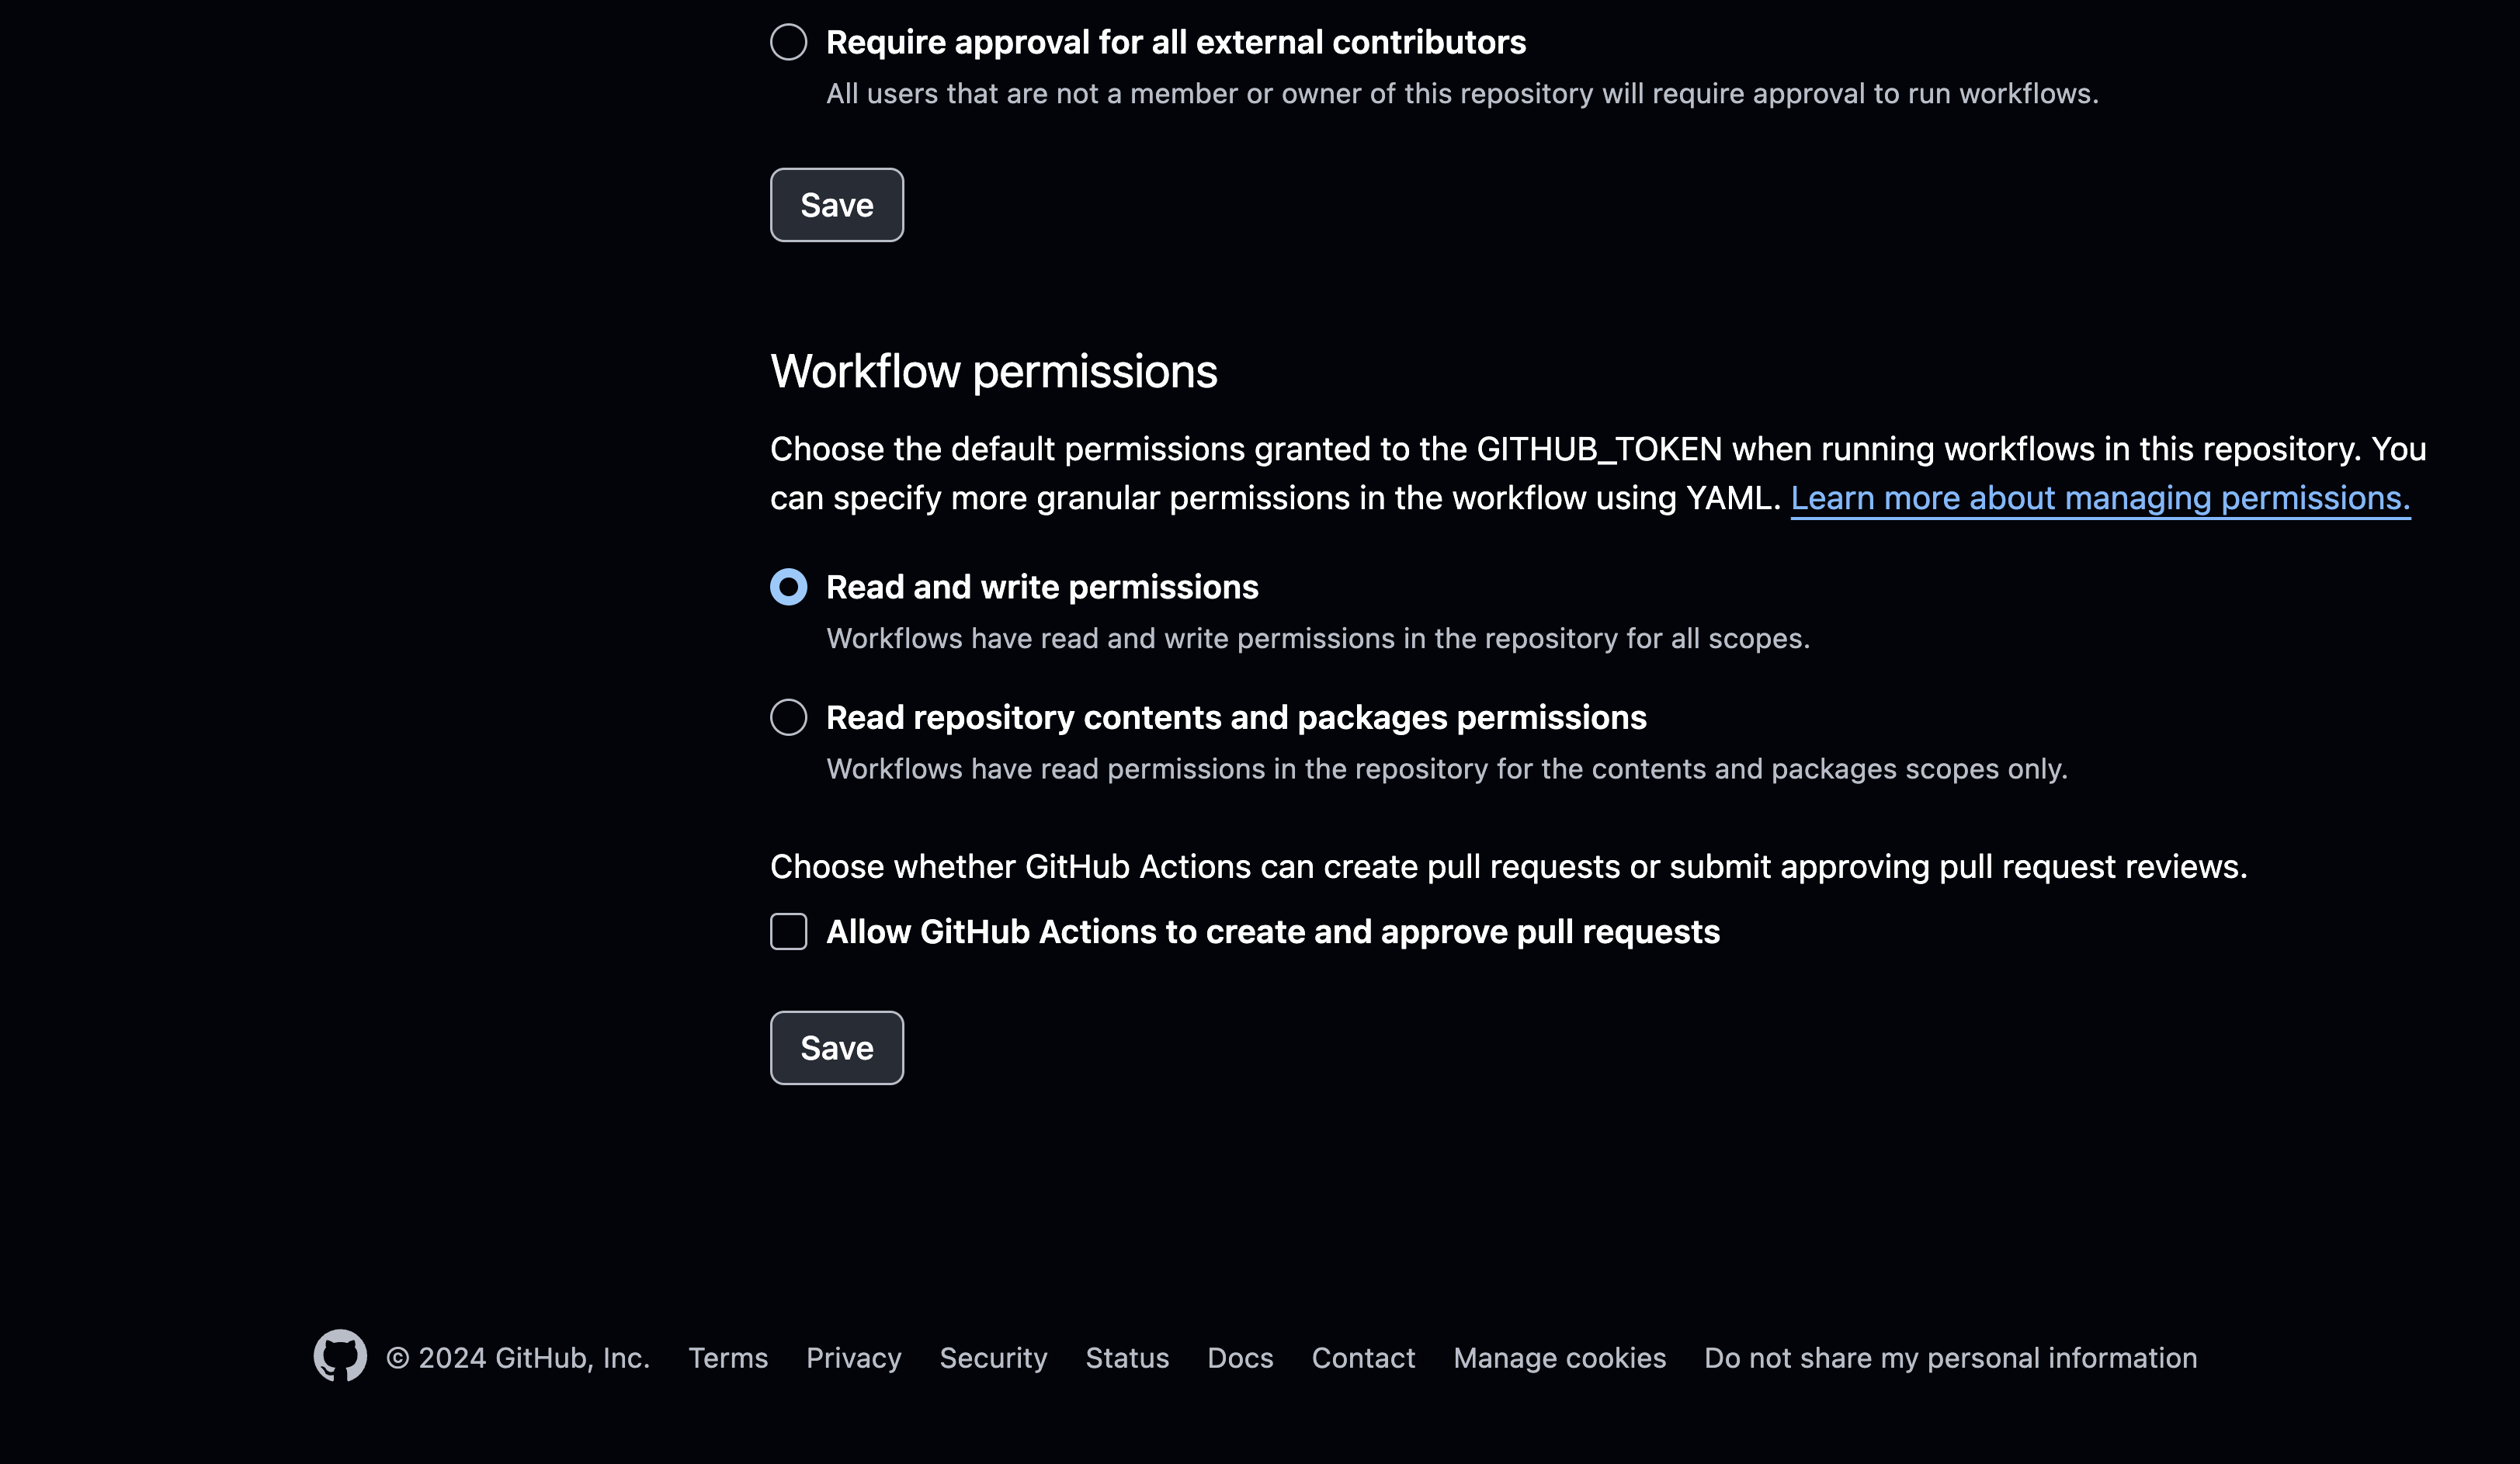 Require approval for all external contributors
All users that are not a member or owner of this repository will require approval to run workflows.
Save
Workflow permissions
Choose the default permissions granted to the GITHUB_TOKEN when running workflows in this repository. You
can specify more granular permissions in the workflow using YAML. Learn more about managing permissions.
Read and write permissions
Workflows have read and write permissions in the repository for all scopes.
Read repository contents and packages permissions
Workflows have read permissions in the repository for the contents and packages scopes only.
Choose whether GitHub Actions can create pull requests or submit approving pull request reviews.
Allow GitHub Actions to create and approve pull requests
Save
© 2024 GitHub, Inc. Terms Privacy Security Status Docs Contact Manage cookies Do not share my personal information